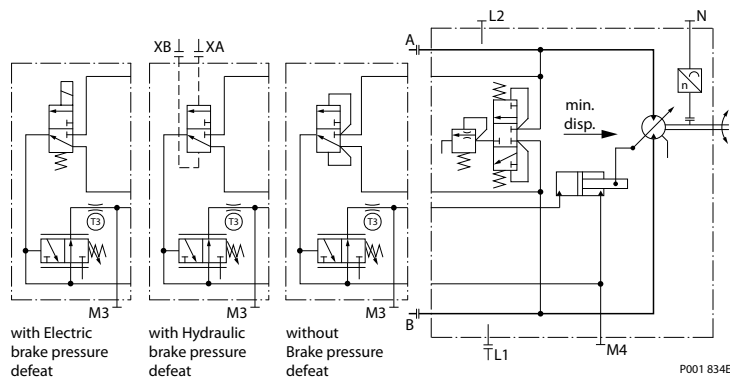 L2
N
XB
XA
A
n
min.
disp.
T3
T3
T3
M3
M3
M3
B
L1
M4
with Electric
brake pressure
defeat
with Hydraulic
brake pressure
defeat
without
Brake pressure
defeat
P001 834E